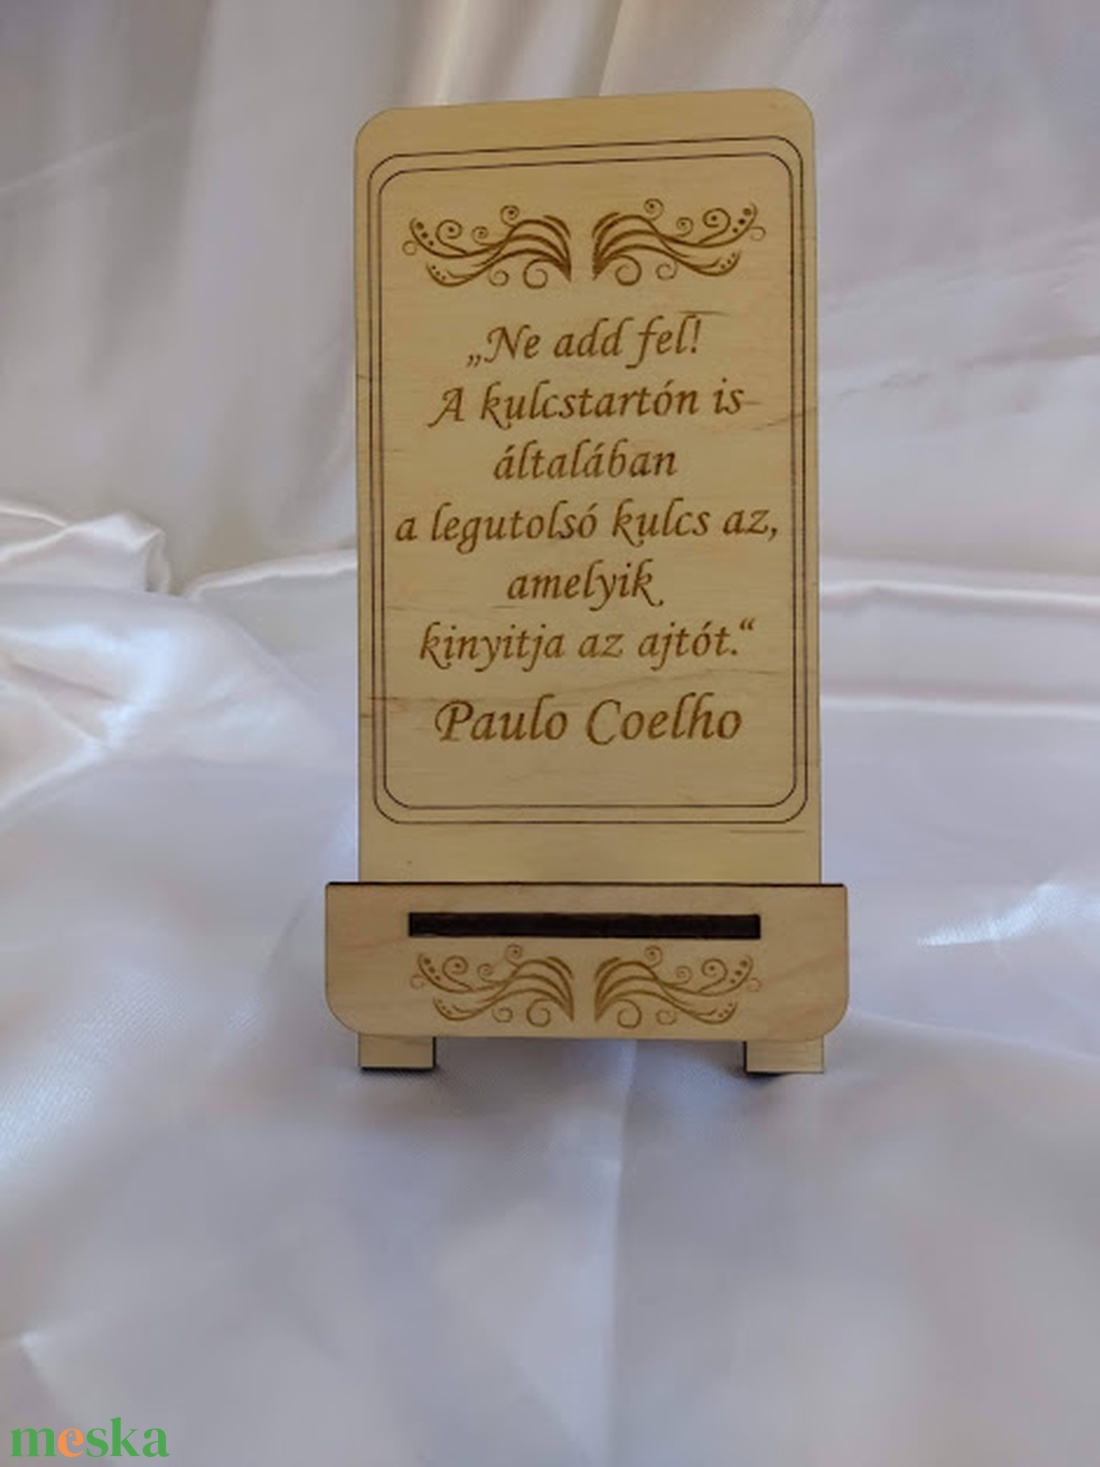 „Ne add fel!
A kulcstartón is
általában
a legutolsó kulcs az,
amelyik
kinyitja az ajtót.“
Paulo Coelho
meska